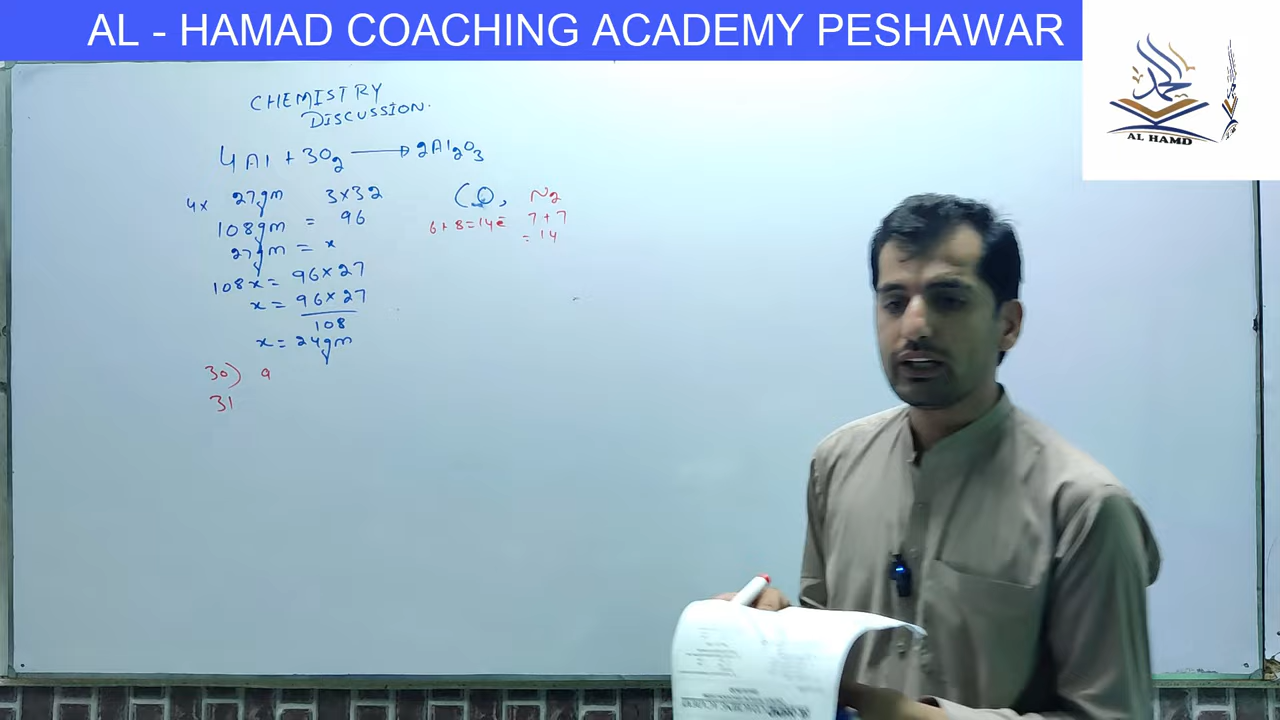 AL - HAMAD COACHING ACADEMY PESHAWAR
AL HAMD
CHEMISTRY
DISCUSSION.
4Al + 3O2 → 2Al2O3
4x 27gm 3x32
108gm = 96
27gm = x
108x = 96x27
x = 96x27
108
x = 24gm
30) a
31
CO, N2
6+8=14e̅ 7+7
= 14